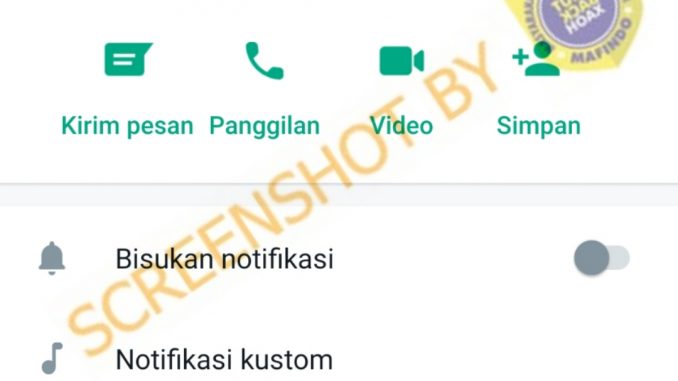 TURN BACK HOAX
MAFINDO
Kirim pesan Panggilan Video Simpan
SCREENSHOT BY
Bisukan notifikasi
Notifikasi kustom